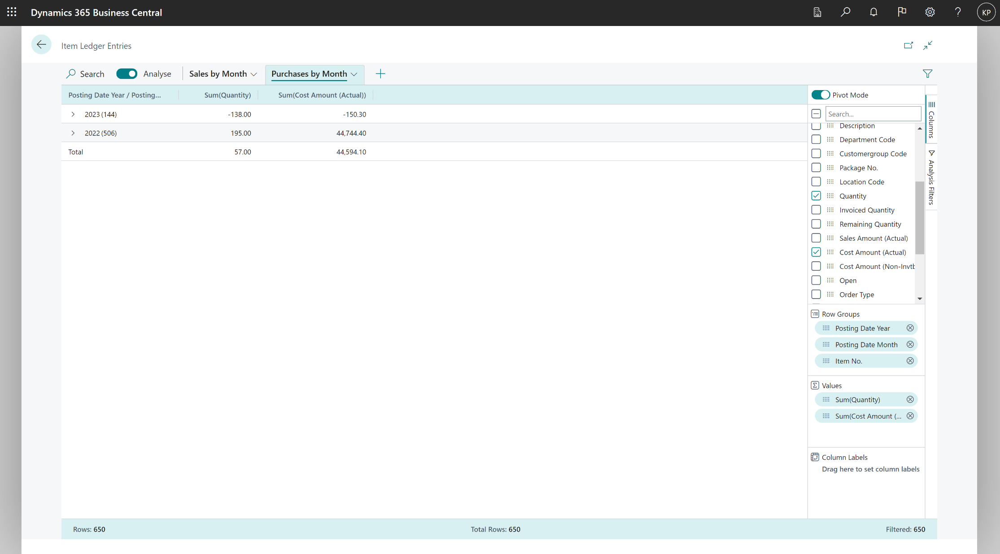 Dynamics 365 Business Central
KP
Item Ledger Entries
Search
Analyse
Sales by Month
Purchases by Month
Posting Date Year / Posting...
Sum(Quantity)
Sum(Cost Amount (Actual))
2023 (144)
-138.00
-150.30
2022 (506)
195.00
44,744.40
Total
57.00
44,594.10
Pivot Mode
Search...
Description
Department Code
Customergroup Code
Package No.
Location Code
Quantity
Invoiced Quantity
Remaining Quantity
Sales Amount (Actual)
Cost Amount (Actual)
Cost Amount (Non-Invtb
Open
Order Type
Row Groups
Posting Date Year
Posting Date Month
Item No.
Values
Sum(Quantity)
Sum(Cost Amount (...
Column Labels
Drag here to set column labels
Columns
Analysis Filters
Rows: 650
Total Rows: 650
Filtered: 650